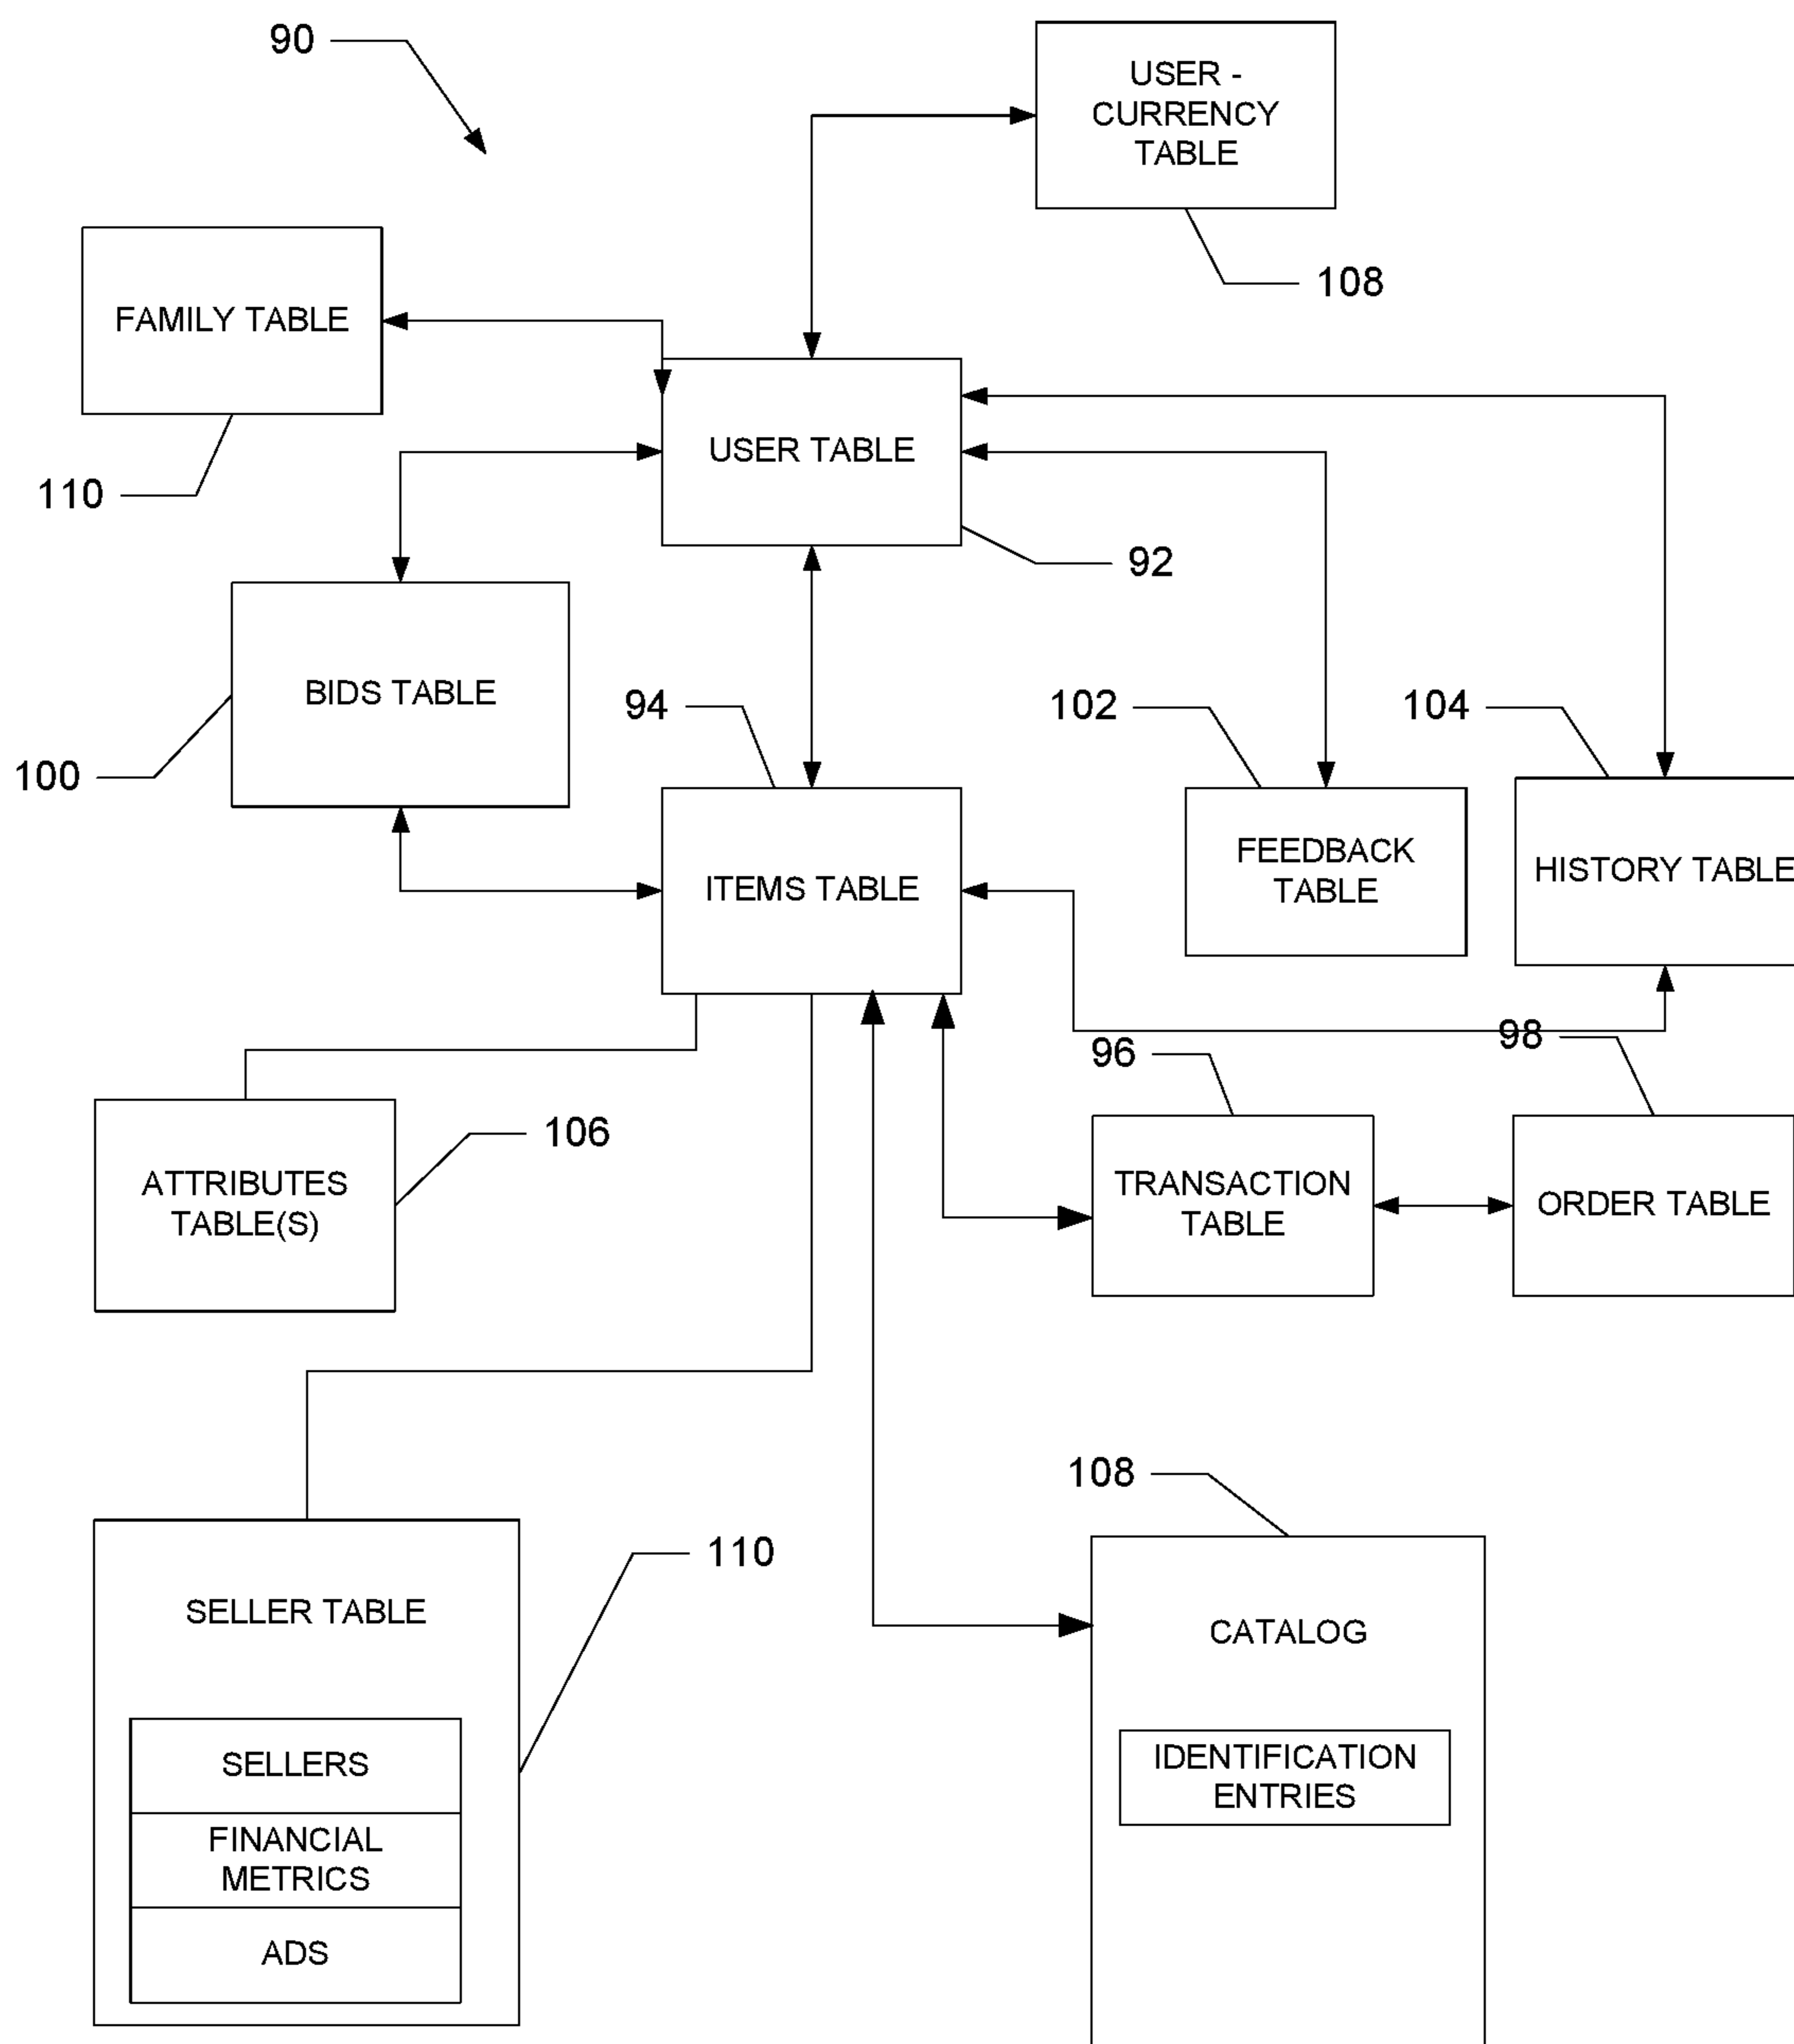 90
USER -
CURRENCY
TABLE
108
FAMILY TABLE
110
USER TABLE
92
BIDS TABLE
100
94
102
104
ITEMS TABLE
FEEDBACK
TABLE
HISTORY TABLE
96
98
106
ATTRIBUTES
TABLE(S)
TRANSACTION
TABLE
ORDER TABLE
108
110
SELLER TABLE
CATALOG
SELLERS
FINANCIAL
METRICS
ADS
IDENTIFICATION
ENTRIES